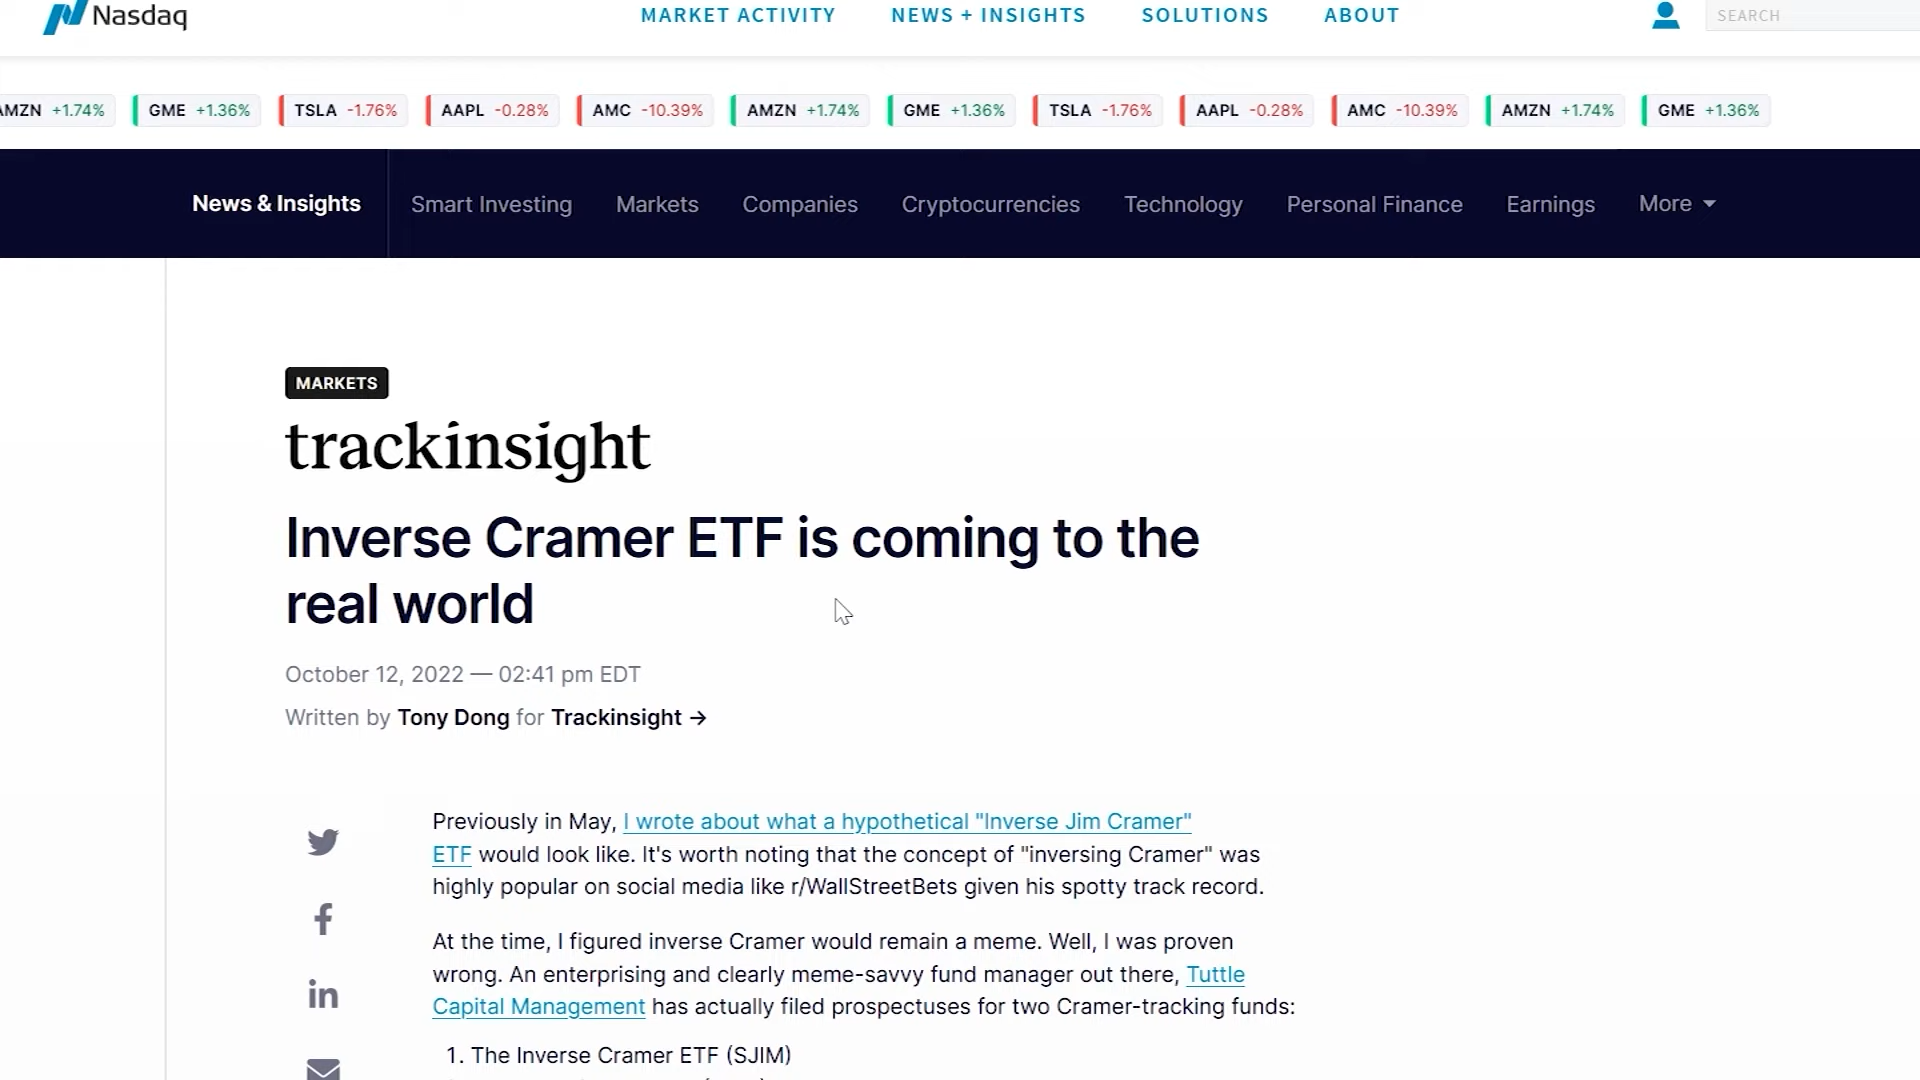 Nasdaq
MARKET ACTIVITY NEWS + INSIGHTS SOLUTIONS ABOUT SEARCH
AMZN +1.74% GME +1.36% TSLA -1.76% AAPL -0.28% AMC -10.39% AMZN +1.74% GME +1.36% TSLA -1.76% AAPL -0.28% AMC -10.39% AMZN +1.74% GME +1.36%
News & Insights Smart Investing Markets Companies Cryptocurrencies Technology Personal Finance Earnings More
MARKETS
trackinsight
Inverse Cramer ETF is coming to the
real world
October 12, 2022 — 02:41 pm EDT
Written by Tony Dong for Trackinsight →
Previously in May, I wrote about what a hypothetical "Inverse Jim Cramer"
ETF would look like. It's worth noting that the concept of "inversing Cramer" was
highly popular on social media like r/WallStreetBets given his spotty track record.
At the time, I figured inverse Cramer would remain a meme. Well, I was proven
wrong. An enterprising and clearly meme-savvy fund manager out there, Tuttle
Capital Management has actually filed prospectuses for two Cramer-tracking funds:
1. The Inverse Cramer ETF (SJIM)